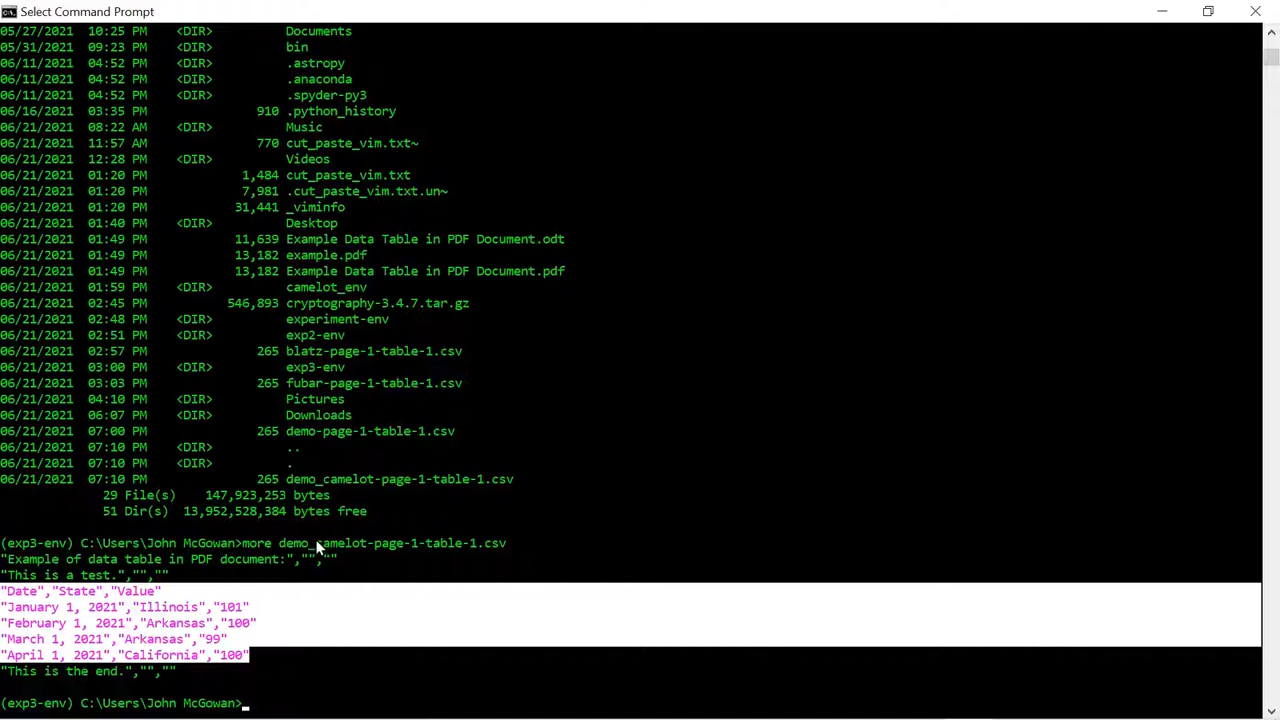 Select Command Prompt
05/27/2021 10:25 PM <DIR> Documents
05/31/2021 09:23 PM <DIR> bin
06/11/2021 04:52 PM <DIR> .astropy
06/11/2021 04:52 PM <DIR> .anaconda
06/11/2021 04:52 PM <DIR> .spyder-py3
06/16/2021 03:35 PM 910 .python_history
06/21/2021 08:22 AM <DIR> Music
06/21/2021 11:57 AM 770 cut_paste_vim.txt~
06/21/2021 12:28 PM <DIR> Videos
06/21/2021 01:20 PM 1,484 cut_paste_vim.txt
06/21/2021 01:20 PM 7,981 .cut_paste_vim.txt.un~
06/21/2021 01:20 PM 31,441 _viminfo
06/21/2021 01:40 PM <DIR> Desktop
06/21/2021 01:49 PM 11,639 Example Data Table in PDF Document.odt
06/21/2021 01:49 PM 13,182 example.pdf
06/21/2021 01:49 PM 13,182 Example Data Table in PDF Document.pdf
06/21/2021 01:59 PM <DIR> camelot_env
06/21/2021 02:45 PM 546,893 cryptography-3.4.7.tar.gz
06/21/2021 02:48 PM <DIR> experiment-env
06/21/2021 02:51 PM <DIR> exp2-env
06/21/2021 02:57 PM 265 blatz-page-1-table-1.csv
06/21/2021 03:00 PM <DIR> exp3-env
06/21/2021 03:03 PM 265 fubar-page-1-table-1.csv
06/21/2021 04:10 PM <DIR> Pictures
06/21/2021 06:07 PM <DIR> Downloads
06/21/2021 07:00 PM 265 demo-page-1-table-1.csv
06/21/2021 07:10 PM <DIR> ..
06/21/2021 07:10 PM <DIR> .
06/21/2021 07:10 PM 265 demo_camelot-page-1-table-1.csv
29 File(s) 147,923,253 bytes
51 Dir(s) 13,952,528,384 bytes free
(exp3-env) C:\Users\John McGowan>more demo_camelot-page-1-table-1.csv
"Example of data table in PDF document:","",""
"This is a test.","",""
"Date","State","Value"
"January 1, 2021","Illinois","101"
"February 1, 2021","Arkansas","100"
"March 1, 2021","Arkansas","99"
"April 1, 2021","California","100"
"This is the end.","",""
(exp3-env) C:\Users\John McGowan>